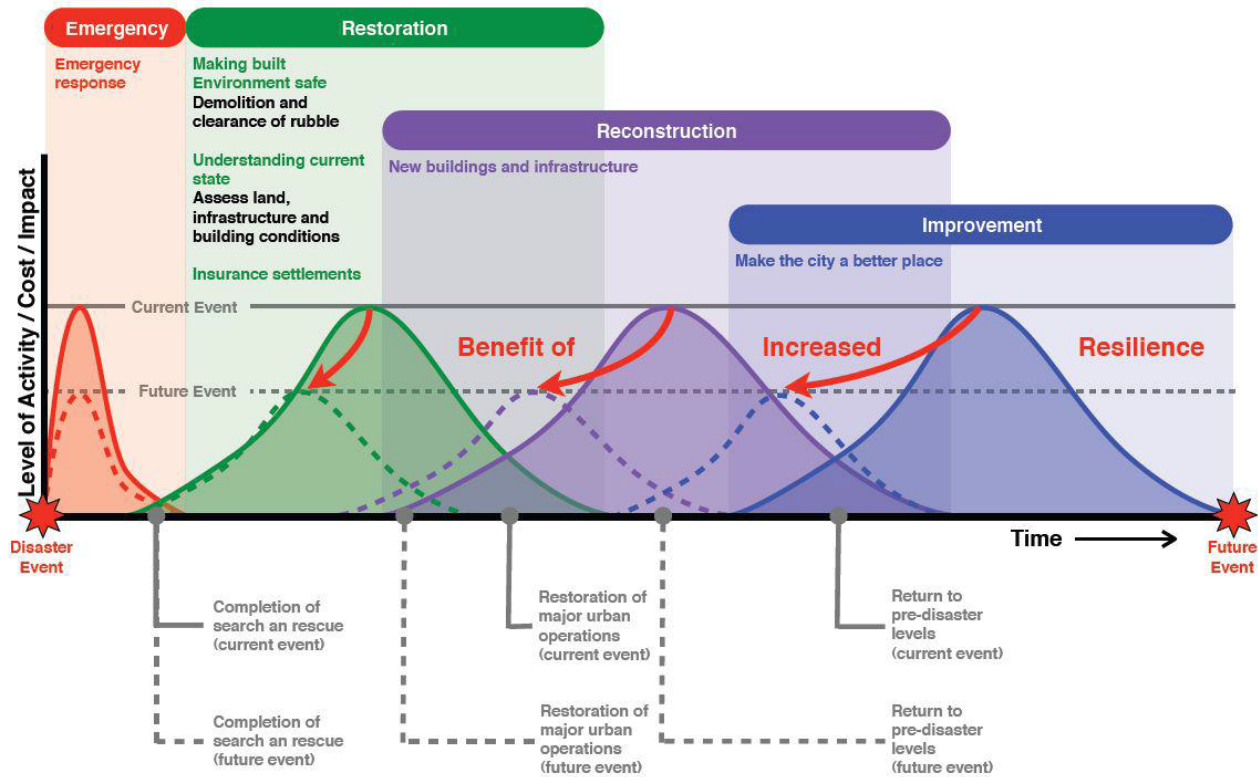 Emergency
Restoration
Emergency
response
Making built
Environment safe
Demolition and
clearance of rubble
Understanding current
state
Assess land,
infrastructure and
building conditions
Insurance settlements
Reconstruction
New buildings and infrastructure
Improvement
Make the city a better place
Level of Activity / Cost / Impact
Current Event
Benefit of
Increased
Resilience
Future Event
Disaster
Event
Time
Future
Event
Completion of
search an rescue
(current event)
Restoration of
major urban
operations
(current event)
Return to
pre-disaster
levels
(current event)
Completion of
search an rescue
(future event)
Restoration of
major urban
operations
(future event)
Return to
pre-disaster
levels
(future event)